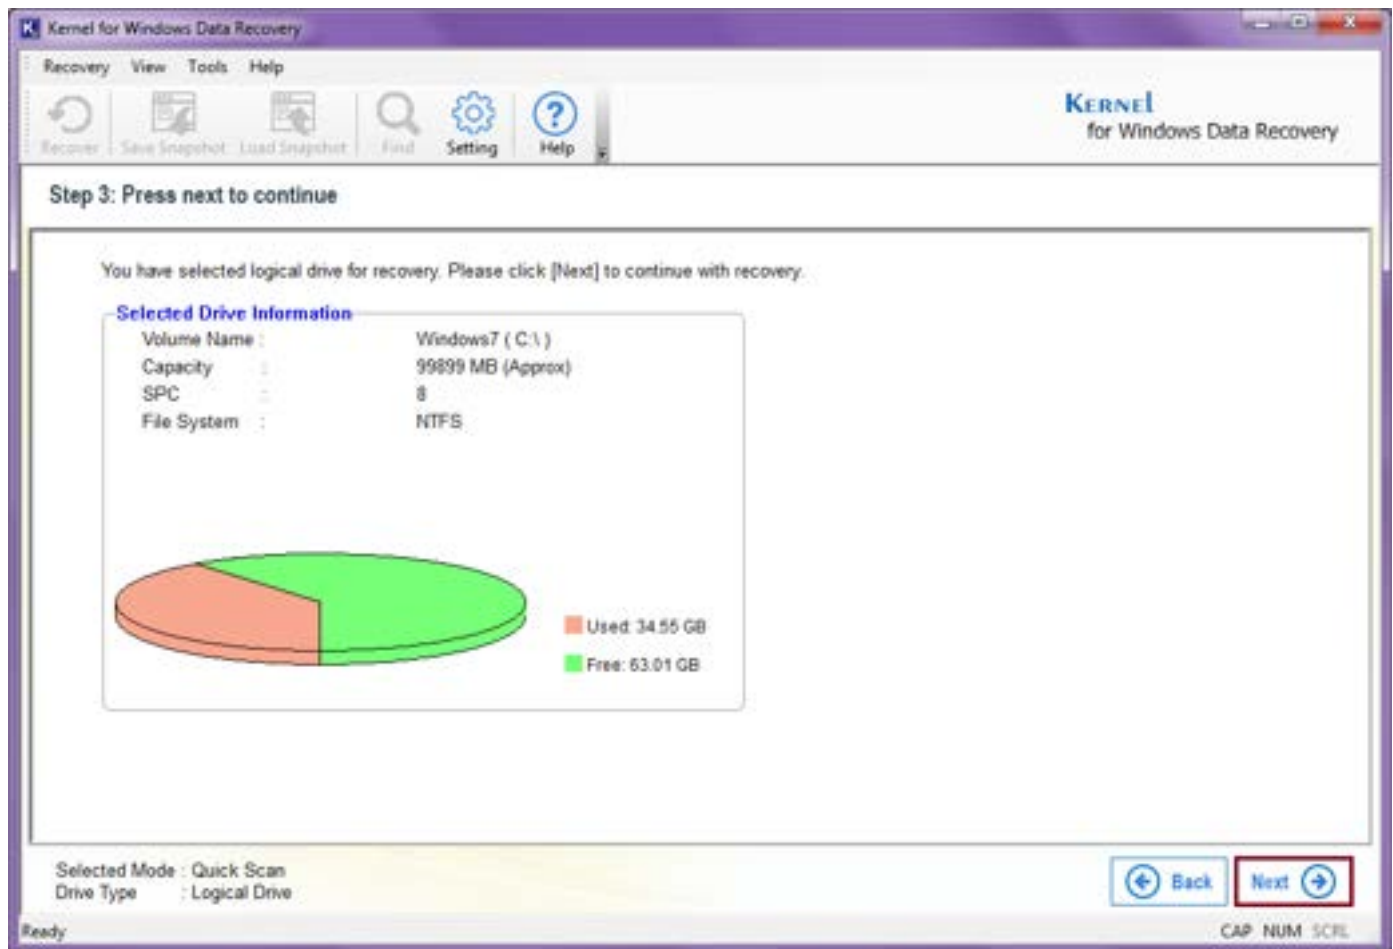 Kernel for Windows Data Recovery
Recovery View Tools Help
KERNEL
for Windows Data Recovery
Recover Save Snapshot Load Snapshot Find Setting Help
Step 3: Press next to continue
You have selected logical drive for recovery. Please click [Next] to continue with recovery.
Selected Drive Information
Volume Name : Windows7 ( C:\ )
Capacity : 99899 MB (Approx)
SPC : 8
File System : NTFS
Used: 34.55 GB
Free: 63.01 GB
Selected Mode : Quick Scan
Drive Type : Logical Drive
Back Next
Ready CAP NUM SCRL